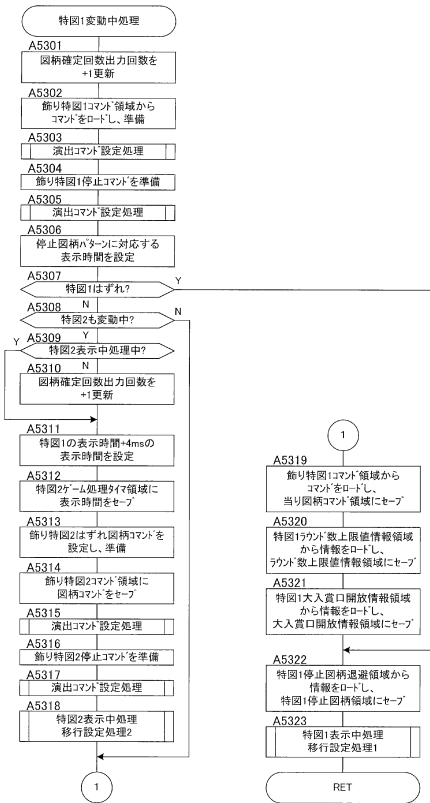 特図1変動中処理
A5301
図柄確定回数出力回数を
+1更新
A5302
飾り特図1コマンド領域から
コマンドをロードし、準備
A5303
演出コマンド設定処理
A5304
飾り特図1停止コマンドを準備
A5305
演出コマンド設定処理
A5306
停止図柄パターンに対応する
表示時間を設定
A5307
特図1はずれ?
Y
N
A5308
特図2も変動中?
N
Y
A5309
特図2表示中処理中?
Y
N
A5310
図柄確定回数出力回数を
+1更新
A5311
特図1の表示時間+4msの
表示時間を設定
A5312
特図2ゲーム処理タイマ領域に
表示時間をセーブ
A5313
飾り特図2はずれ図柄コマンドを
設定し、準備
A5314
飾り特図2コマンド領域に
図柄コマンドをセーブ
A5315
演出コマンド設定処理
A5316
飾り特図2停止コマンドを準備
A5317
演出コマンド設定処理
A5318
特図2表示中処理
移行設定処理2
1
1
A5319
飾り特図1コマンド領域から
コマンドをロードし、
当り図柄コマンド領域にセーブ
A5320
特図1ラウンド数上限値情報領域
から情報をロードし、
ラウンド数上限値情報領域にセーブ
A5321
特図1大入賞口開放情報領域
から情報をロードし、
大入賞口開放情報領域にセーブ
A5322
特図1停止図柄退避領域から
情報をロードし、
特図1停止図柄領域にセーブ
A5323
特図1表示中処理
移行設定処理1
RET